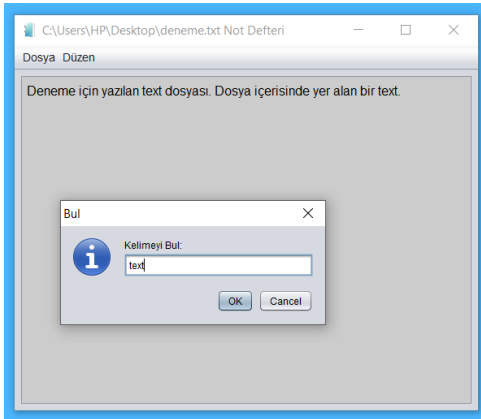 C:\Users\HP\Desktop\deneme.txt Not Defteri
Dosya Düzen
Deneme için yazılan text dosyası. Dosya içerisinde yer alan bir text.
Bul
Kelimeyi Bul:
text
OK Cancel